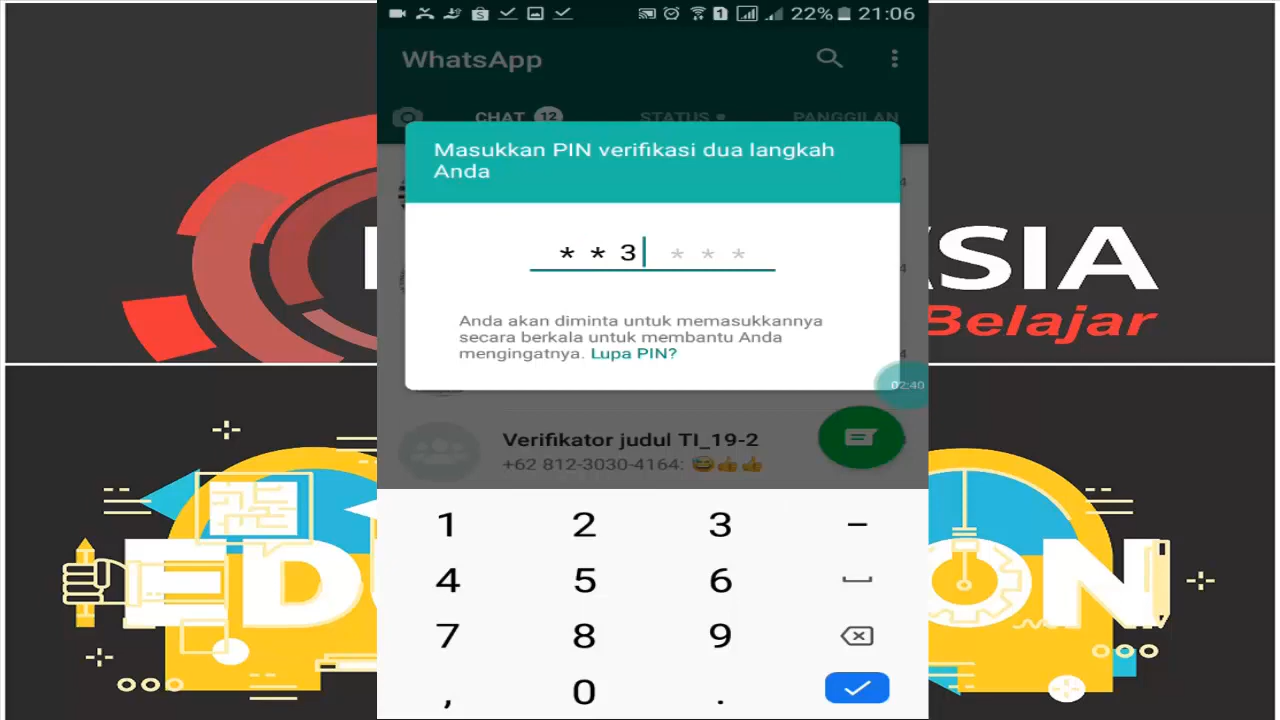 22% 21:06
WhatsApp
CHAT 12 STATUS PANGGILAN
Masukkan PIN verifikasi dua langkah
Anda
* * 3 * * *
Anda akan diminta untuk memasukkannya
secara berkala untuk membantu Anda
mengingatnya. Lupa PIN?
02:40
SIA
Belajar
Verifikator judul TI_19-2
+62 812-3030-4164: 😅👍👍
1 2 3 –
4 5 6
7 8 9
, 0 .
ED
ON